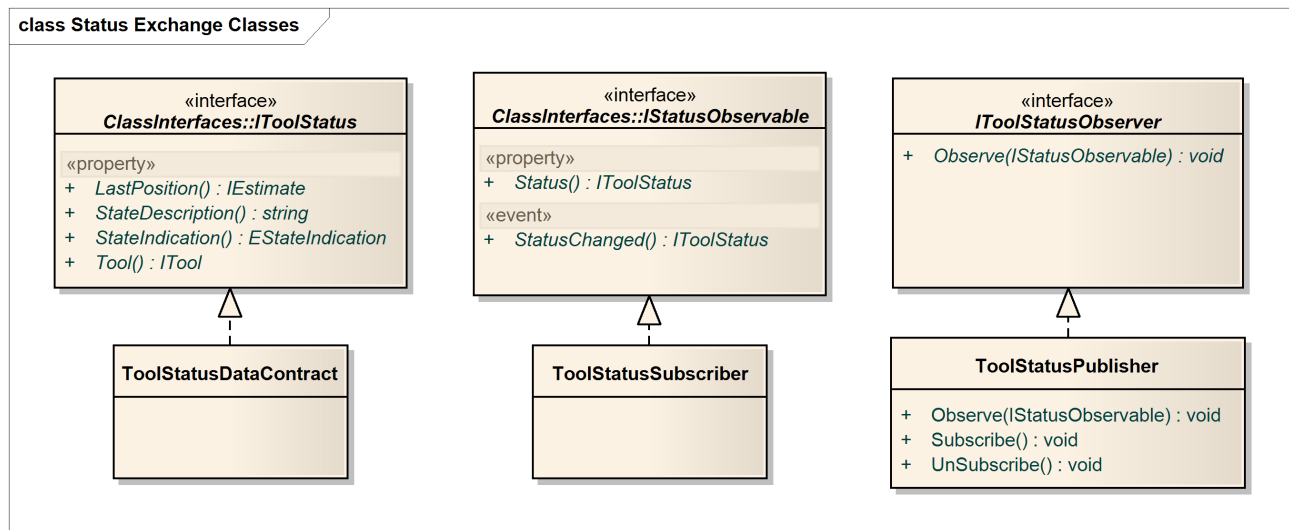 class Status Exchange Classes
«interface»
ClassInterfaces::IToolStatus
«property»
+ LastPosition() : IEstimate
+ StateDescription() : string
+ StateIndication() : EStateIndication
+ Tool() : ITool
«interface»
ClassInterfaces::IStatusObservable
«property»
+ Status() : IToolStatus
«event»
+ StatusChanged() : IToolStatus
«interface»
IToolStatusObserver
+ Observe(IStatusObservable) : void
ToolStatusDataContract
ToolStatusSubscriber
ToolStatusPublisher
+ Observe(IStatusObservable) : void
+ Subscribe() : void
+ UnSubscribe() : void